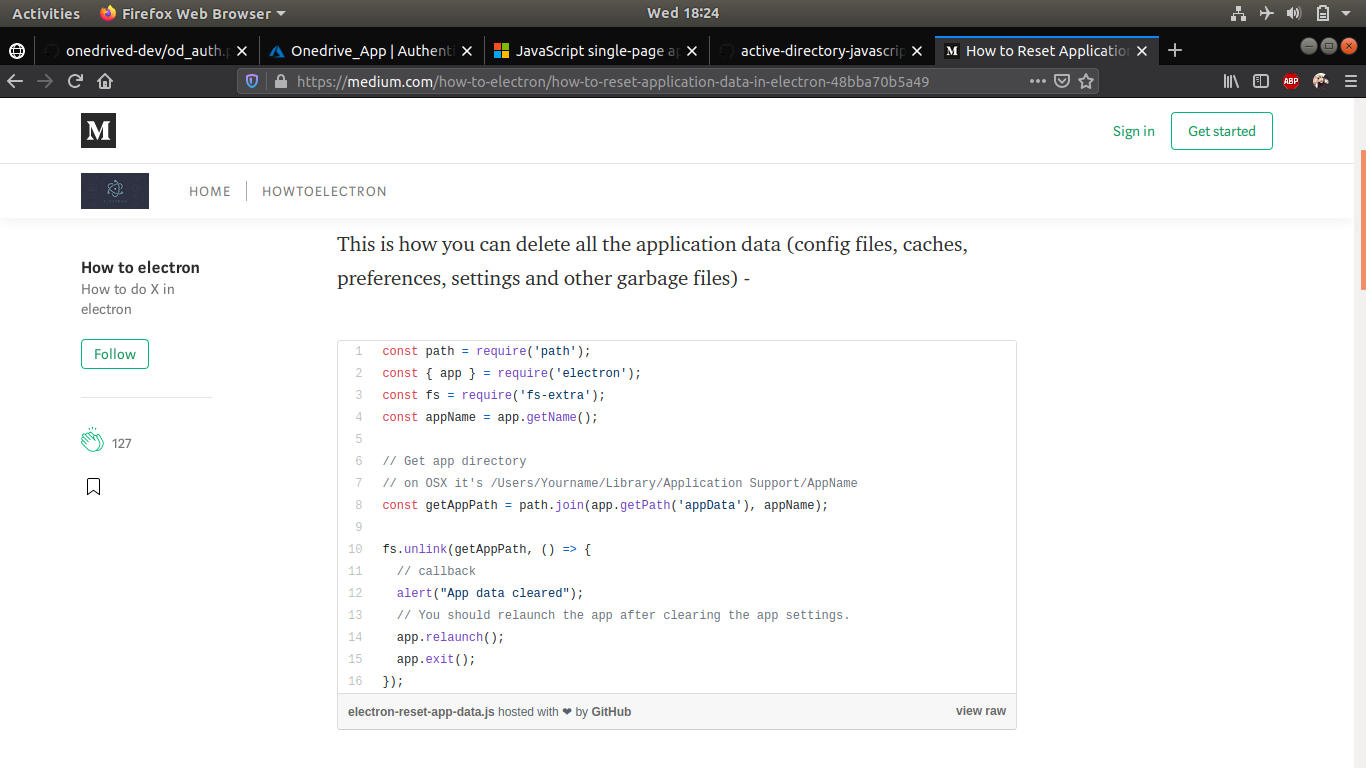 Activities Firefox Web Browser Wed 18:24
onedrived-dev/od_auth.p Onedrive_App | Authenti JavaScript single-page ap active-directory-javascrip How to Reset Application
https://medium.com/how-to-electron/how-to-reset-application-data-in-electron-48bba70b5a49 ABP
M Sign in Get started
HOME HOWTOELECTRON
This is how you can delete all the application data (config files, caches,
preferences, settings and other garbage files) -
How to electron
How to do X in
electron
Follow
127
1 const path = require('path');
2 const { app } = require('electron');
3 const fs = require('fs-extra');
4 const appName = app.getName();
5
6 // Get app directory
7 // on OSX it's /Users/Yourname/Library/Application Support/AppName
8 const getAppPath = path.join(app.getPath('appData'), appName);
9
10 fs.unlink(getAppPath, () => {
11 // callback
12 alert("App data cleared");
13 // You should relaunch the app after clearing the app settings.
14 app.relaunch();
15 app.exit();
16 });
electron-reset-app-data.js hosted with ❤ by GitHub view raw